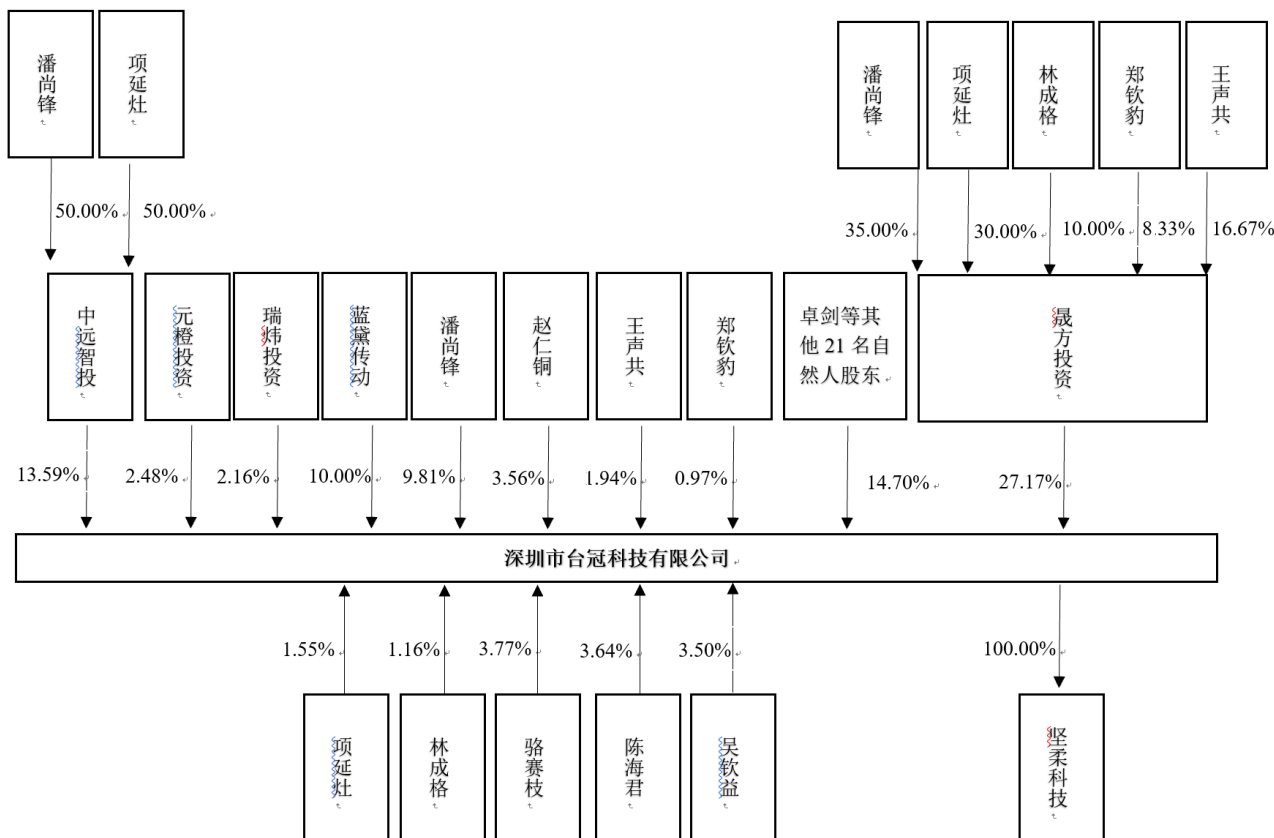 潘尚锋
项延灶
潘尚锋
项延灶
林成格
郑钦豹
王声共
50.00%
50.00%
35.00%
30.00%
10.00%
8.33%
16.67%
中远智投
元橙投资
瑞炜投资
蓝黛传动
潘尚锋
赵仁铜
王声共
郑钦豹
卓剑等其
他 21 名自
然人股东
晟方投资
13.59%
2.48%
2.16%
10.00%
9.81%
3.56%
1.94%
0.97%
14.70%
27.17%
深圳市台冠科技有限公司
1.55%
1.16%
3.77%
3.64%
3.50%
100.00%
项延灶
林成格
骆赛枝
陈海君
吴钦益
坚柔科技